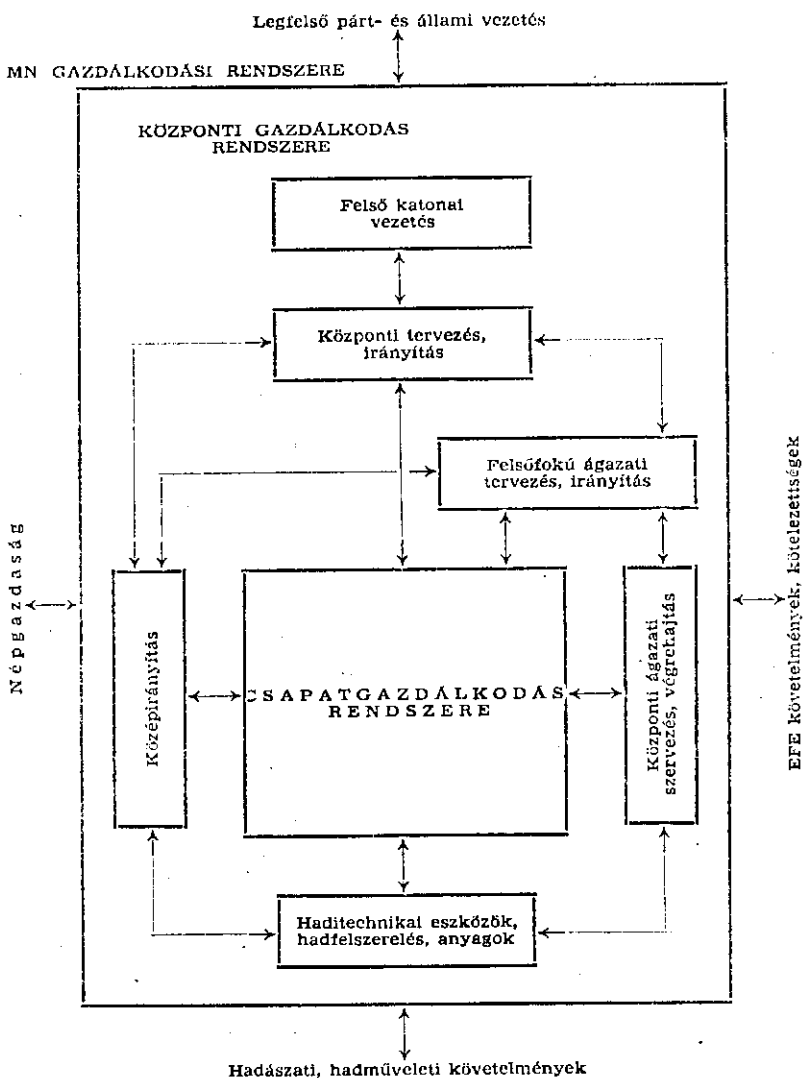 Legfelső párt- és állami vezetés
MN GAZDÁLKODÁSI RENDSZERE
KÖZPONTI GAZDÁLKODÁS
RENDSZERE
Felső katonai
vezetés
Központi tervezés,
irányítás
Felsőfokú ágazati
tervezés, irányítás
Népgazdaság
Középirányítás
CSAPATGAZDÁLKODÁS
RENDSZERE
Központi ágazati
szervezés, végrehajtás
EFE követelmények, kötelezettségek
Haditechnikai eszközök,
hadfelszerelés, anyagok
Hadászati, hadműveleti követelmények